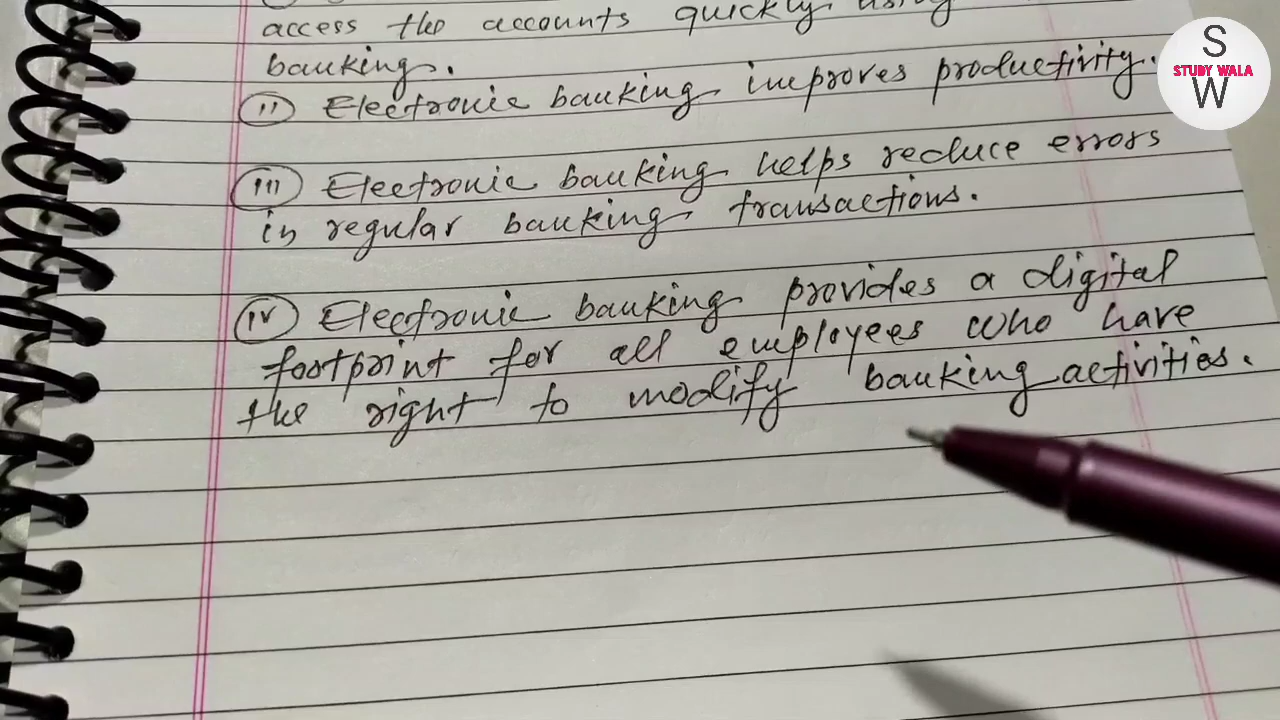 access the accounts quickly using
banking.
(ii) Electronic banking improves productivity.
(iii) Electronic banking helps reduce errors
in regular banking transactions.
(iv) Electronic banking provides a digital
footprint for all employees who have
the right to modify banking activities.
S
STUDY WALA
W